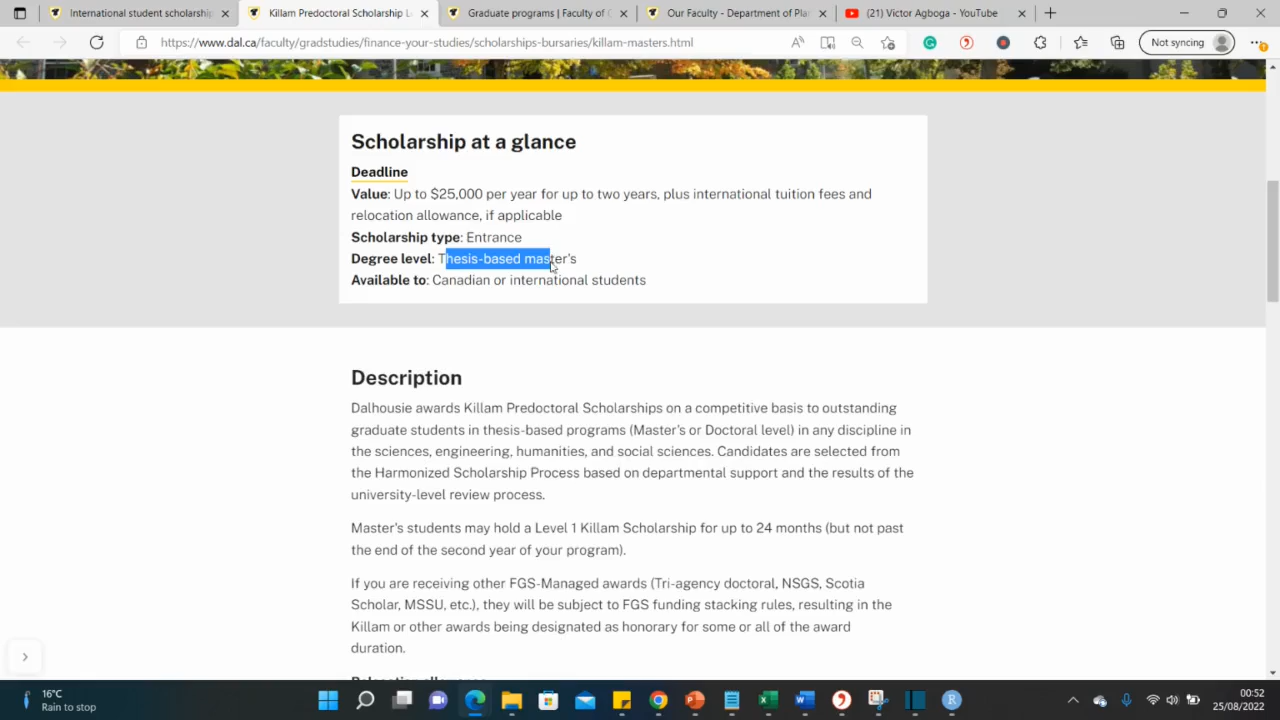 International student scholarship
Killam Predoctoral Scholarship L
Graduate programs | Faculty of
Our Faculty - Department of
(21) Victor Agboga - YouTube
https://www.dal.ca/faculty/gradstudies/finance-your-studies/scholarships-bursaries/killam-masters.html
Not syncing
Scholarship at a glance
Deadline
Value: Up to $25,000 per year for up to two years, plus international tuition fees and
relocation allowance, if applicable
Scholarship type: Entrance
Degree level: Thesis-based master's
Available to: Canadian or international students
Description
Dalhousie awards Killam Predoctoral Scholarships on a competitive basis to outstanding
graduate students in thesis-based programs (Master's or Doctoral level) in any discipline in
the sciences, engineering, humanities, and social sciences. Candidates are selected from
the Harmonized Scholarship Process based on departmental support and the results of the
university-level review process.
Master's students may hold a Level 1 Killam Scholarship for up to 24 months (but not past
the end of the second year of your program).
If you are receiving other FGS-Managed awards (Tri-agency doctoral, NSGS, Scotia
Scholar, MSSU, etc.), they will be subject to FGS funding stacking rules, resulting in the
Killam or other awards being designated as honorary for some or all of the award
duration.
16°C
Rain to stop
00:52
25/08/2022